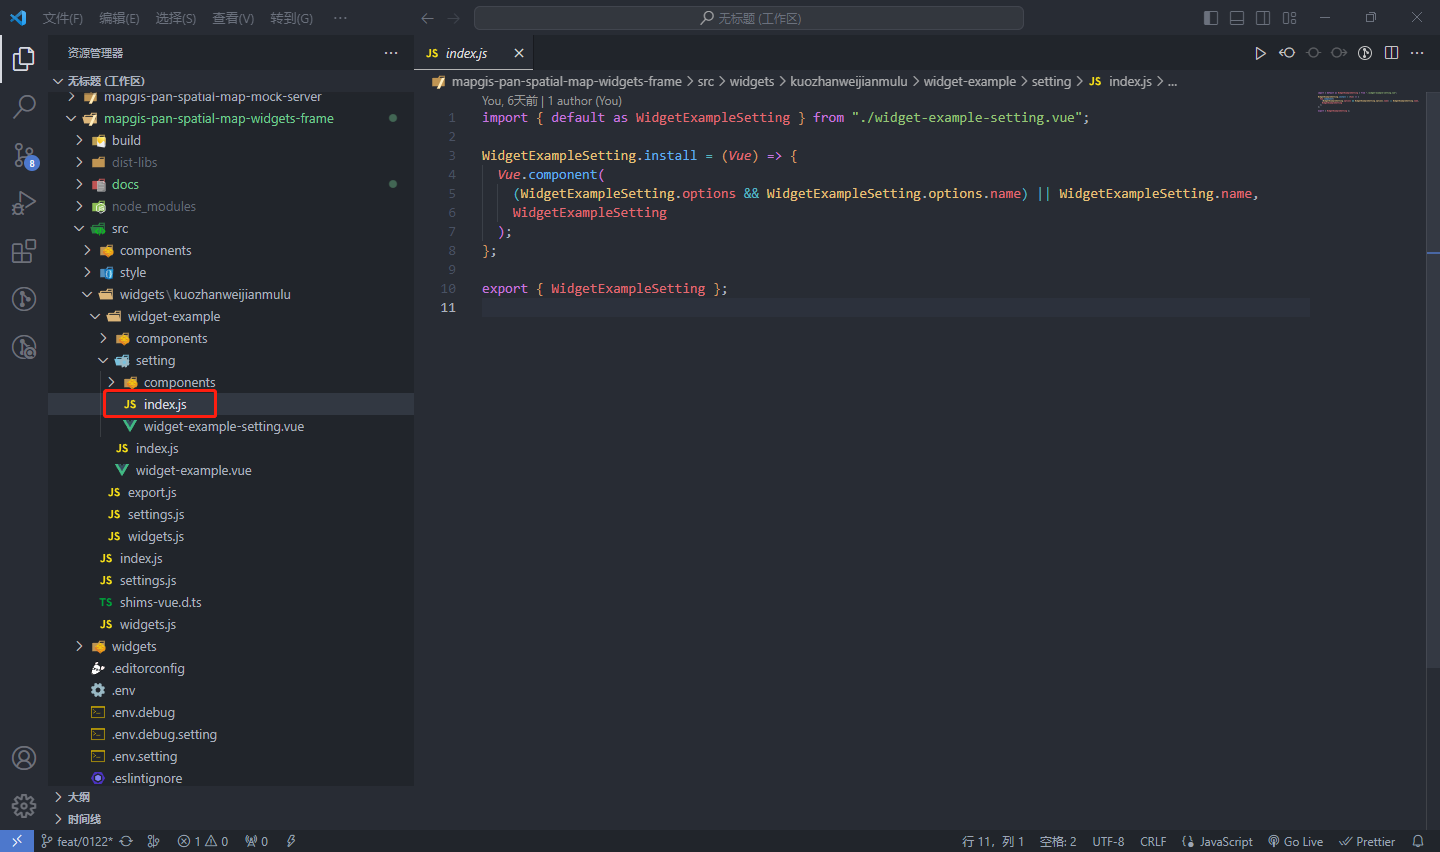 文件(F) 编辑(E) 选择(S) 查看(V) 转到(G) ···
无标题 (工作区)
资源管理器
无标题 (工作区)
mapgis-pan-spatial-map-mock-server
mapgis-pan-spatial-map-widgets-frame
build
dist-libs
docs
node_modules
src
components
style
widgets\kuozhanweijianmulu
widget-example
components
setting
components
JS index.js
widget-example-setting.vue
JS index.js
widget-example.vue
JS export.js
JS settings.js
JS widgets.js
JS index.js
JS settings.js
TS shims-vue.d.ts
JS widgets.js
widgets
.editorconfig
.env
.env.debug
.env.debug.setting
.env.setting
.eslintignore
大纲
时间线
8
JS index.js
mapgis-pan-spatial-map-widgets-frame > src > widgets > kuozhanweijianmulu > widget-example > setting > JS index.js > ...
You, 6天前 | 1 author (You)
1 import { default as WidgetExampleSetting } from "./widget-example-setting.vue";
2
3 WidgetExampleSetting.install = (Vue) => {
4 Vue.component(
5 (WidgetExampleSetting.options && WidgetExampleSetting.options.name) || WidgetExampleSetting.name,
6 WidgetExampleSetting
7 );
8 };
9
10 export { WidgetExampleSetting };
11
feat/0122* 1 0 0 行 11, 列 1 空格: 2 UTF-8 CRLF JavaScript Go Live Prettier